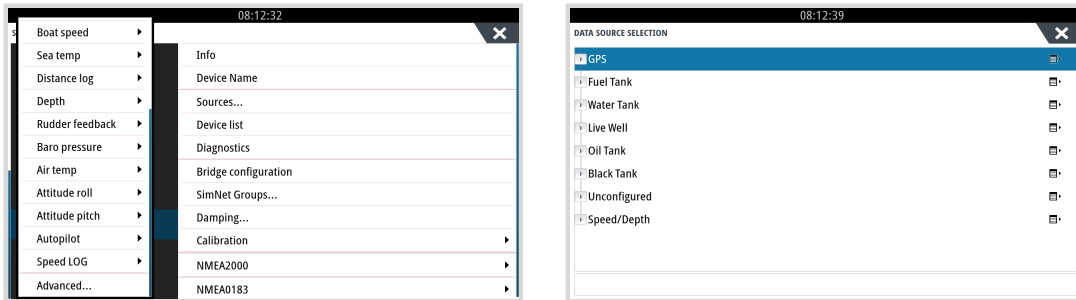 08:12:32
Boat speed
Sea temp
Distance log
Depth
Rudder feedback
Baro pressure
Air temp
Attitude roll
Attitude pitch
Autopilot
Speed LOG
Advanced...
Info
Device Name
Sources...
Device list
Diagnostics
Bridge configuration
SimNet Groups...
Damping...
Calibration
NMEA2000
NMEA0183
08:12:39
DATA SOURCE SELECTION
GPS
Fuel Tank
Water Tank
Live Well
Oil Tank
Black Tank
Unconfigured
Speed/Depth